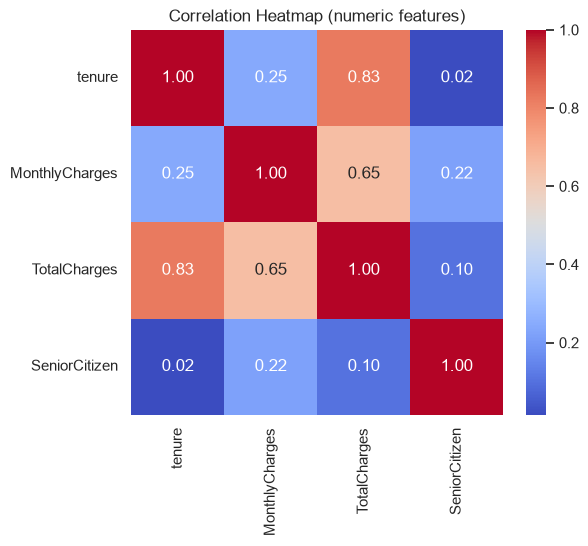 Correlation Heatmap (numeric features)
tenure 1.00 0.25 0.83 0.02
MonthlyCharges 0.25 1.00 0.65 0.22
TotalCharges 0.83 0.65 1.00 0.10
SeniorCitizen 0.02 0.22 0.10 1.00
tenure
MonthlyCharges
TotalCharges
SeniorCitizen
1.0
0.8
0.6
0.4
0.2